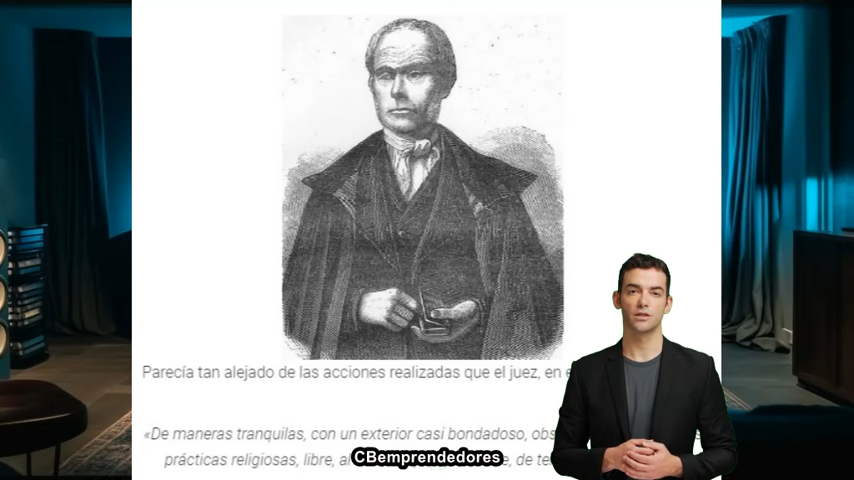 Parecía tan alejado de las acciones realizadas que el juez, en
«De maneras tranquilas, con un exterior casi bondadoso,
prácticas religiosas, libre,
CBemprendedores